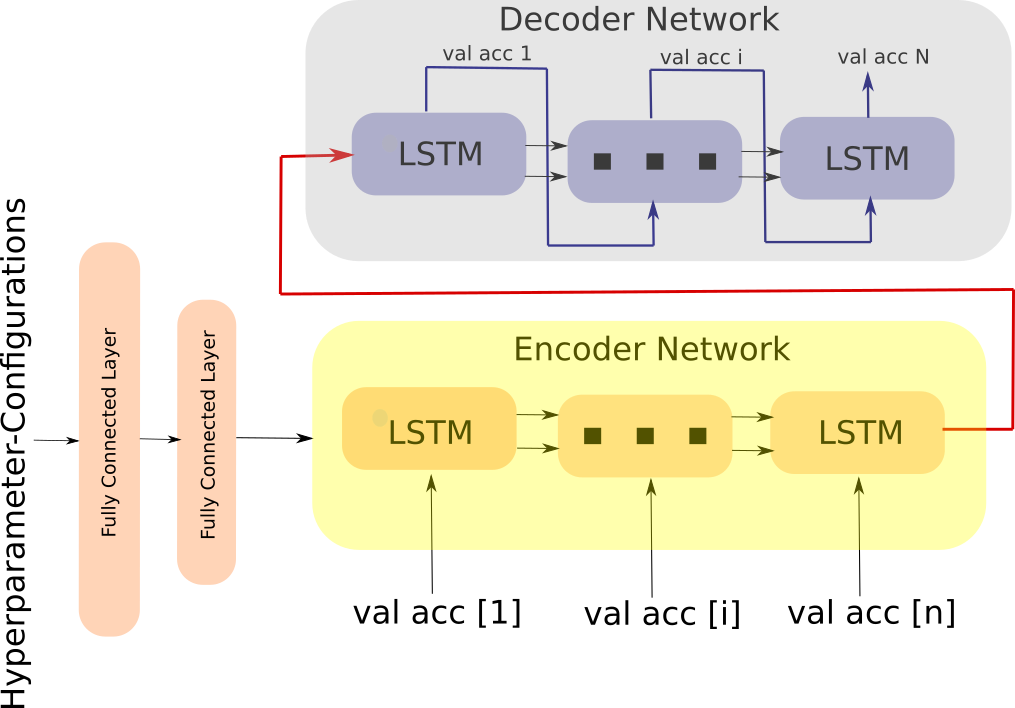 Decoder Network
val acc 1
val acc i
val acc N
LSTM
LSTM
Hyperparameter-Configurations
Fully Connected Layer
Fully Connected Layer
Encoder Network
LSTM
LSTM
val acc [1]
val acc [i]
val acc [n]